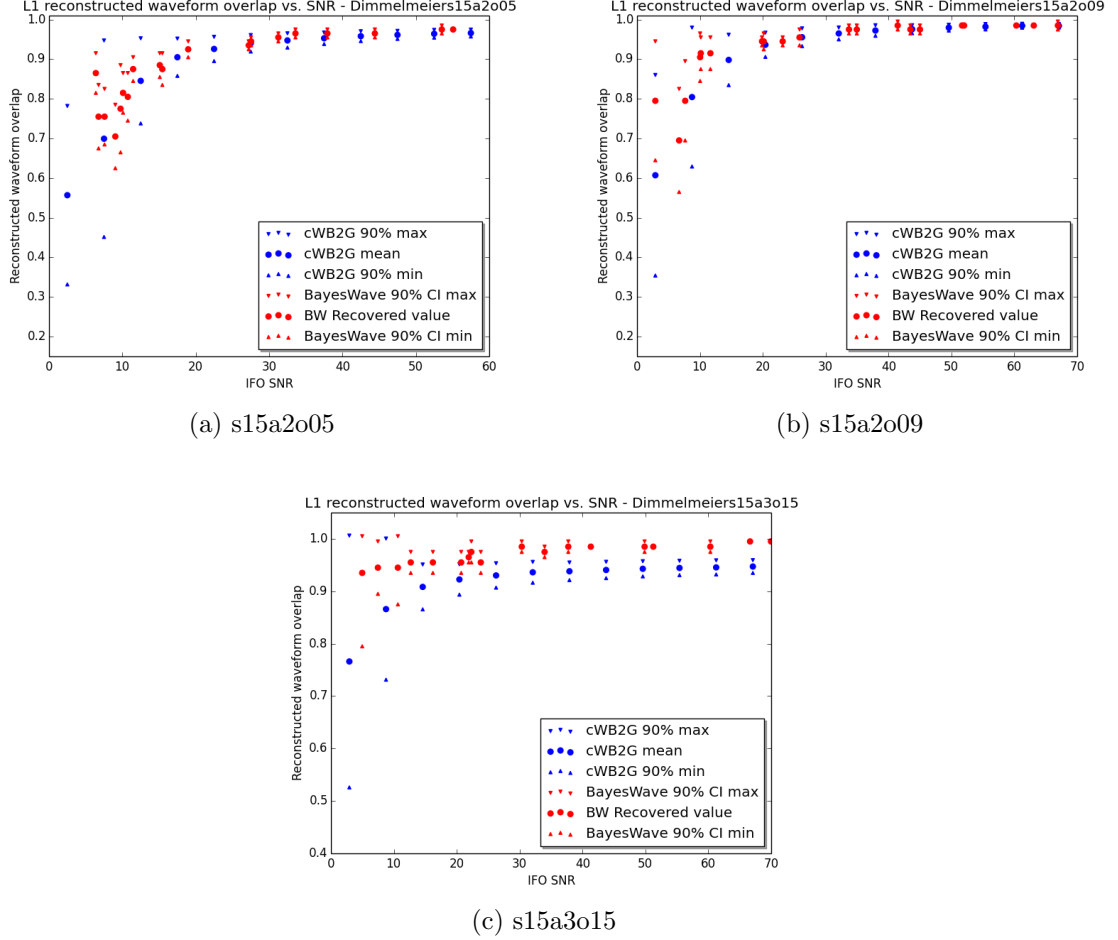 L1 reconstructed waveform overlap vs. SNR - Dimmelmeiers15a2o05
Reconstructed waveform overlap
1.0
0.9
0.8
0.7
0.6
0.5
0.4
0.3
0.2
cWB2G 90% max
cWB2G mean
cWB2G 90% min
BayesWave 90% CI max
BW Recovered value
BayesWave 90% CI min
0 10 20 30 40 50 60
IFO SNR
(a) s15a2o05
L1 reconstructed waveform overlap vs. SNR - Dimmelmeiers15a2o09
Reconstructed waveform overlap
1.0
0.9
0.8
0.7
0.6
0.5
0.4
0.3
0.2
cWB2G 90% max
cWB2G mean
cWB2G 90% min
BayesWave 90% CI max
BW Recovered value
BayesWave 90% CI min
0 10 20 30 40 50 60 70
IFO SNR
(b) s15a2o09
L1 reconstructed waveform overlap vs. SNR - Dimmelmeiers15a3o15
Reconstructed waveform overlap
1.0
0.9
0.8
0.7
0.6
0.5
0.4
cWB2G 90% max
cWB2G mean
cWB2G 90% min
BayesWave 90% CI max
BW Recovered value
BayesWave 90% CI min
0 10 20 30 40 50 60 70
IFO SNR
(c) s15a3o15